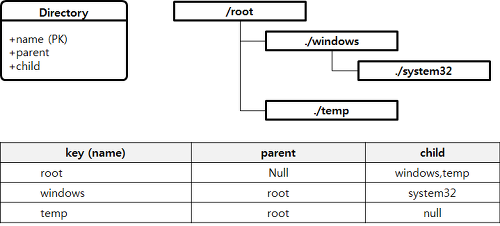 Directory
+name (PK)
+parent
+child
/root
./windows
./system32
./temp
key (name) parent child
root Null windows,temp
windows root system32
temp root null